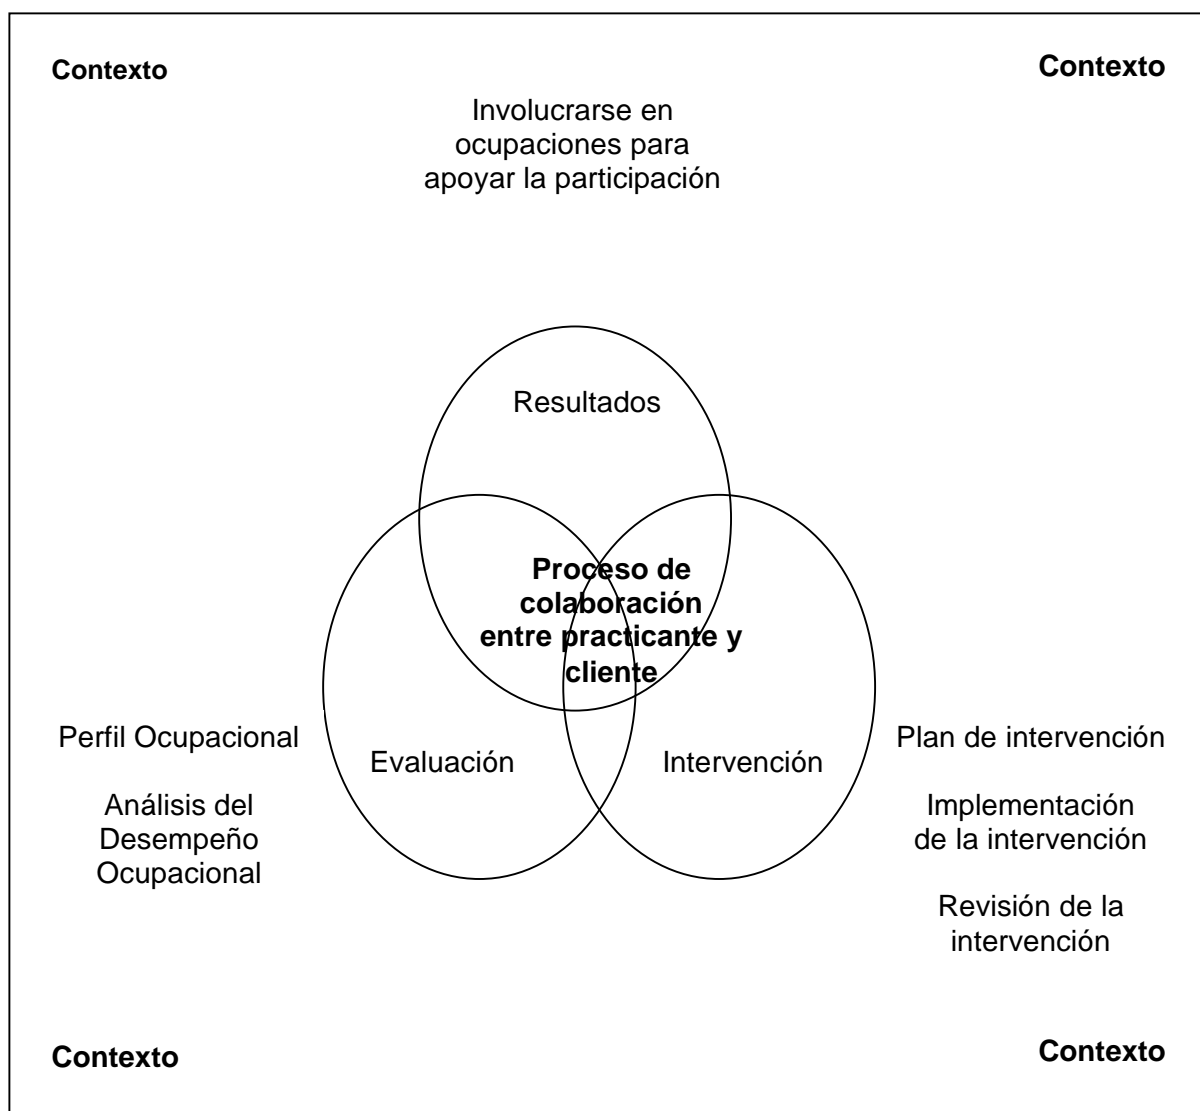 Contexto
Contexto
Involucrarse en
ocupaciones para
apoyar la participación
Resultados
Proceso de
colaboración
entre practicante y
cliente
Perfil Ocupacional
Análisis del
Desempeño
Ocupacional
Evaluación
Intervención
Plan de intervención
Implementación
de la intervención
Revisión de la
intervención
Contexto
Contexto